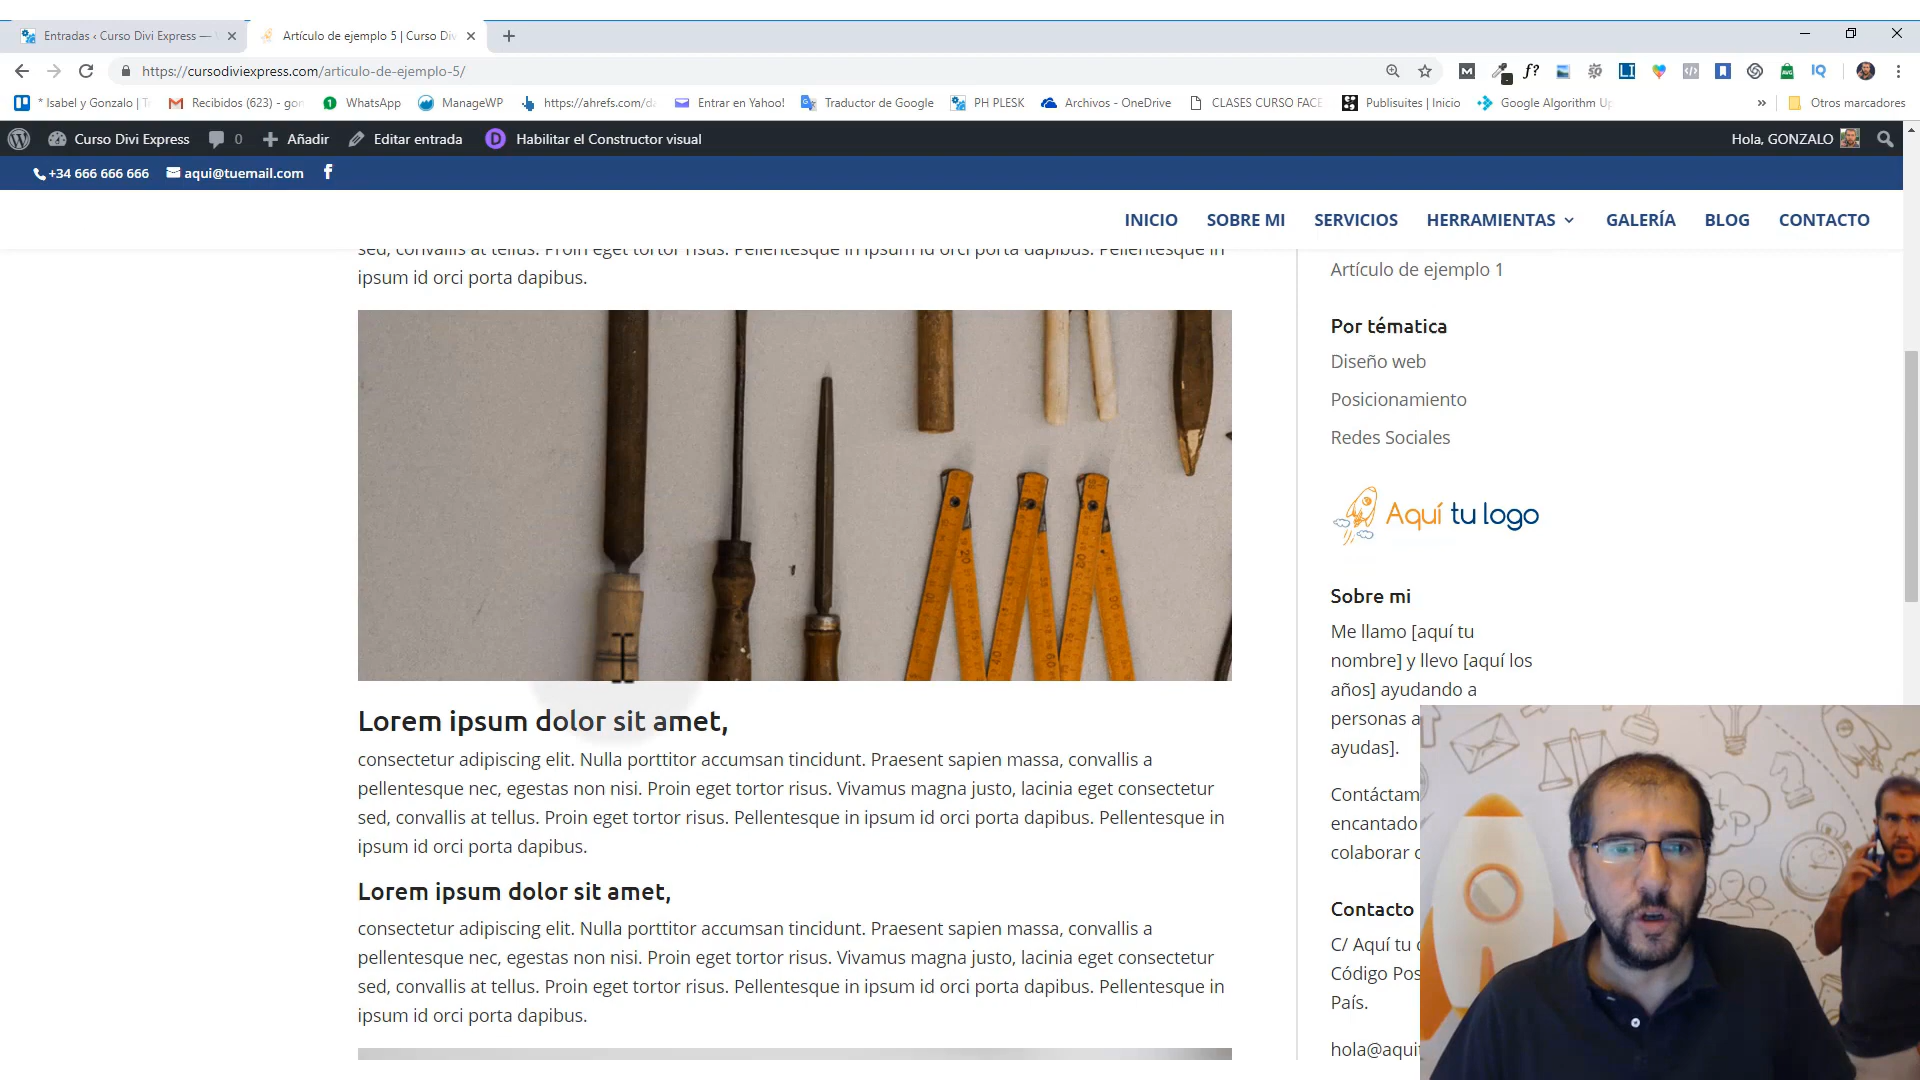 Entradas ‹ Curso Divi Express —
Artículo de ejemplo 5 | Curso Div
https://cursodiviexpress.com/articulo-de-ejemplo-5/
* Isabel y Gonzalo | T
Recibidos (623) - gon
WhatsApp
ManageWP
https://ahrefs.com/da
Entrar en Yahoo!
Traductor de Google
PH PLESK
Archivos - OneDrive
CLASES CURSO FACE
Publisuites | Inicio
Google Algorithm Up
»
Otros marcadores
Curso Divi Express
0
Añadir
Editar entrada
Habilitar el Constructor visual
Hola, GONZALO
+34 666 666 666
aqui@tuemail.com
INICIO
SOBRE MI
SERVICIOS
HERRAMIENTAS
GALERÍA
BLOG
CONTACTO
sed, convallis at tellus. Proin eget tortor risus. Pellentesque in ipsum id orci porta dapibus. Pellentesque in
ipsum id orci porta dapibus.
Lorem ipsum dolor sit amet,
consectetur adipiscing elit. Nulla porttitor accumsan tincidunt. Praesent sapien massa, convallis a
pellentesque nec, egestas non nisi. Proin eget tortor risus. Vivamus magna justo, lacinia eget consectetur
sed, convallis at tellus. Proin eget tortor risus. Pellentesque in ipsum id orci porta dapibus. Pellentesque in
ipsum id orci porta dapibus.
Lorem ipsum dolor sit amet,
consectetur adipiscing elit. Nulla porttitor accumsan tincidunt. Praesent sapien massa, convallis a
pellentesque nec, egestas non nisi. Proin eget tortor risus. Vivamus magna justo, lacinia eget consectetur
sed, convallis at tellus. Proin eget tortor risus. Pellentesque in ipsum id orci porta dapibus. Pellentesque in
ipsum id orci porta dapibus.
Artículo de ejemplo 1
Por tématica
Diseño web
Posicionamiento
Redes Sociales
Aquí tu logo
Sobre mi
Me llamo [aquí tu
nombre] y llevo [aquí los
años] ayudando a
personas a
ayudas].
Contáctam
encantado
colaborar
Contacto
C/ Aquí tu
Código Pos
País.
hola@aqui